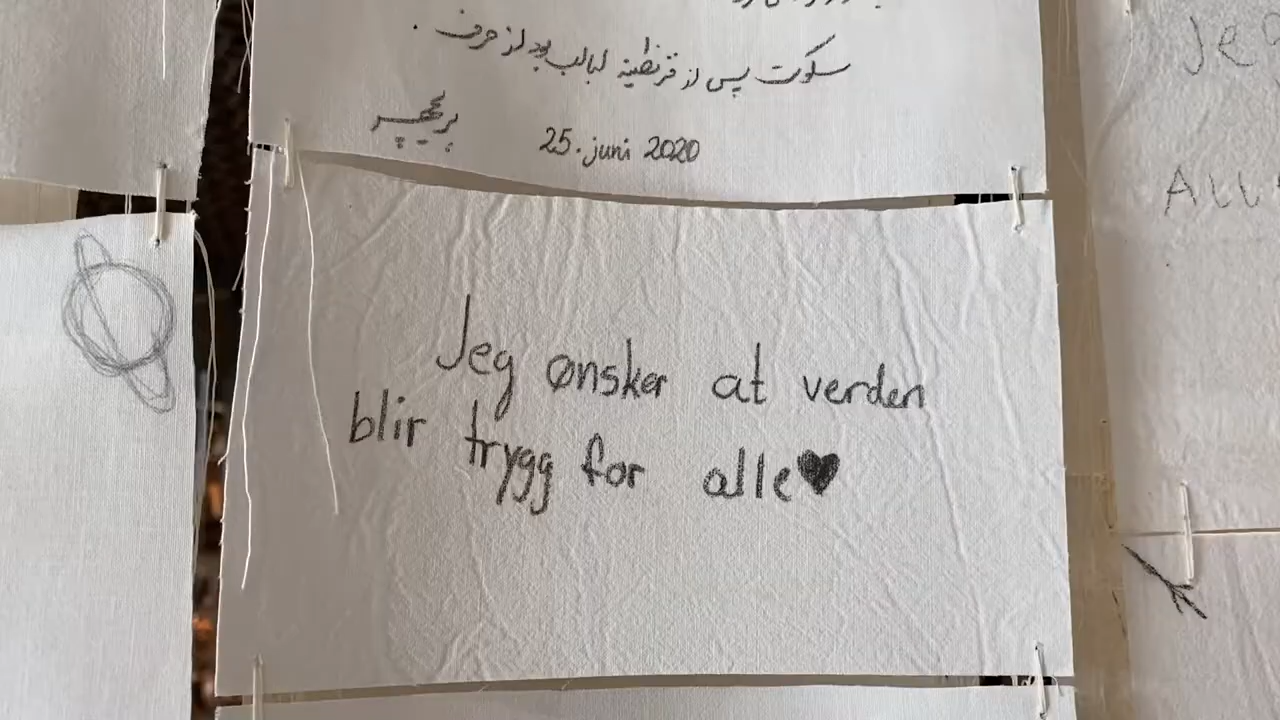 سکوت پس از قرنطینه لبالب بود از حرف .
25. juni 2020
Jeg ønsker at verden
blir trygg for alle♥
Jeg